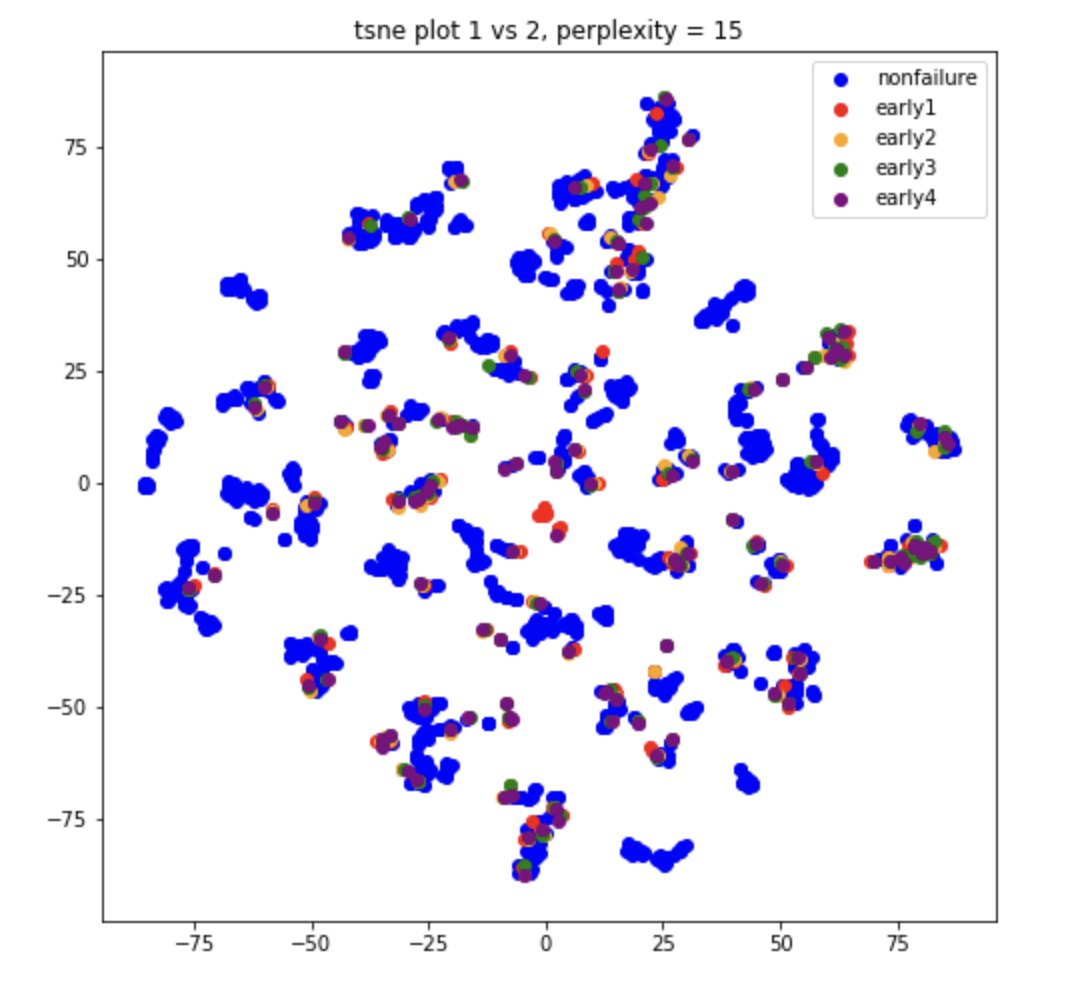 tsne plot 1 vs 2, perplexity = 15
nonfailure
early1
early2
early3
early4
75
50
25
0
−25
−50
−75
−75 −50 −25 0 25 50 75